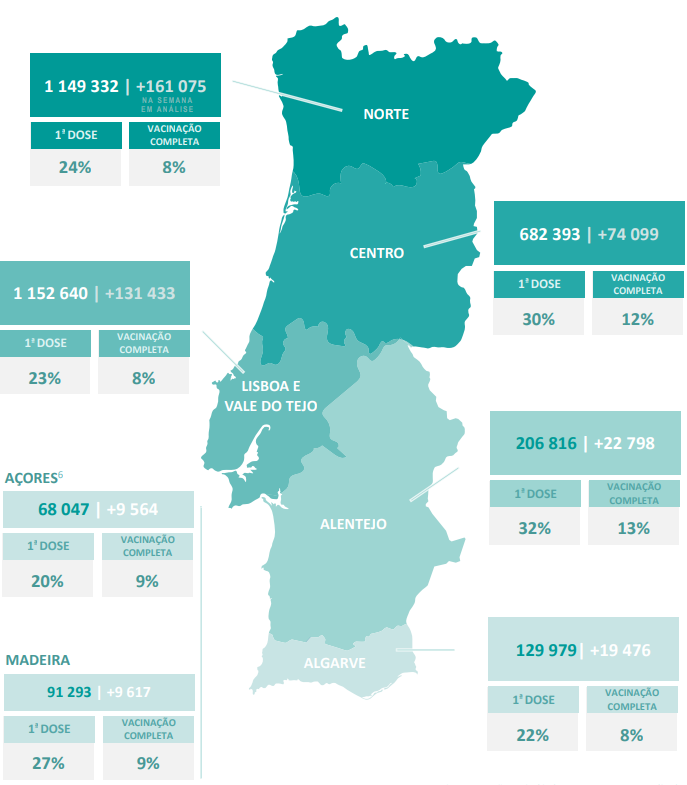 1 149 332 | +161 075
NA SEMANA
EM ANÁLISE
1ª DOSE
VACINAÇÃO
COMPLETA
24%
8%
NORTE
682 393 | +74 099
1ª DOSE
VACINAÇÃO
COMPLETA
30%
12%
CENTRO
1 152 640 | +131 433
1ª DOSE
VACINAÇÃO
COMPLETA
23%
8%
LISBOA E
VALE DO TEJO
206 816 | +22 798
1ª DOSE
VACINAÇÃO
COMPLETA
32%
13%
ALENTEJO
AÇORES⁶
68 047 | +9 564
1ª DOSE
VACINAÇÃO
COMPLETA
20%
9%
129 979| +19 476
1ª DOSE
VACINAÇÃO
COMPLETA
22%
8%
ALGARVE
MADEIRA
91 293 | +9 617
1ª DOSE
VACINAÇÃO
COMPLETA
27%
9%